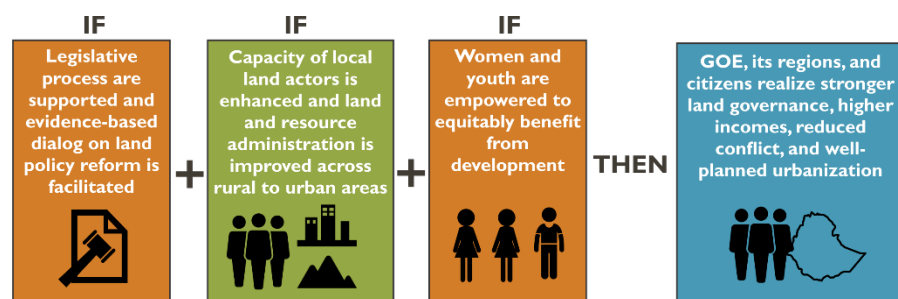 IF
Legislative
process are
supported and
evidence-based
dialog on land
policy reform is
facilitated
+
IF
Capacity of local
land actors is
enhanced and land
and resource
administration is
improved across
rural to urban areas
+
IF
Women and
youth are
empowered to
equitably benefit
from
development
THEN
GOE, its regions, and
citizens realize stronger
land governance, higher
incomes, reduced
conflict, and well-
planned urbanization